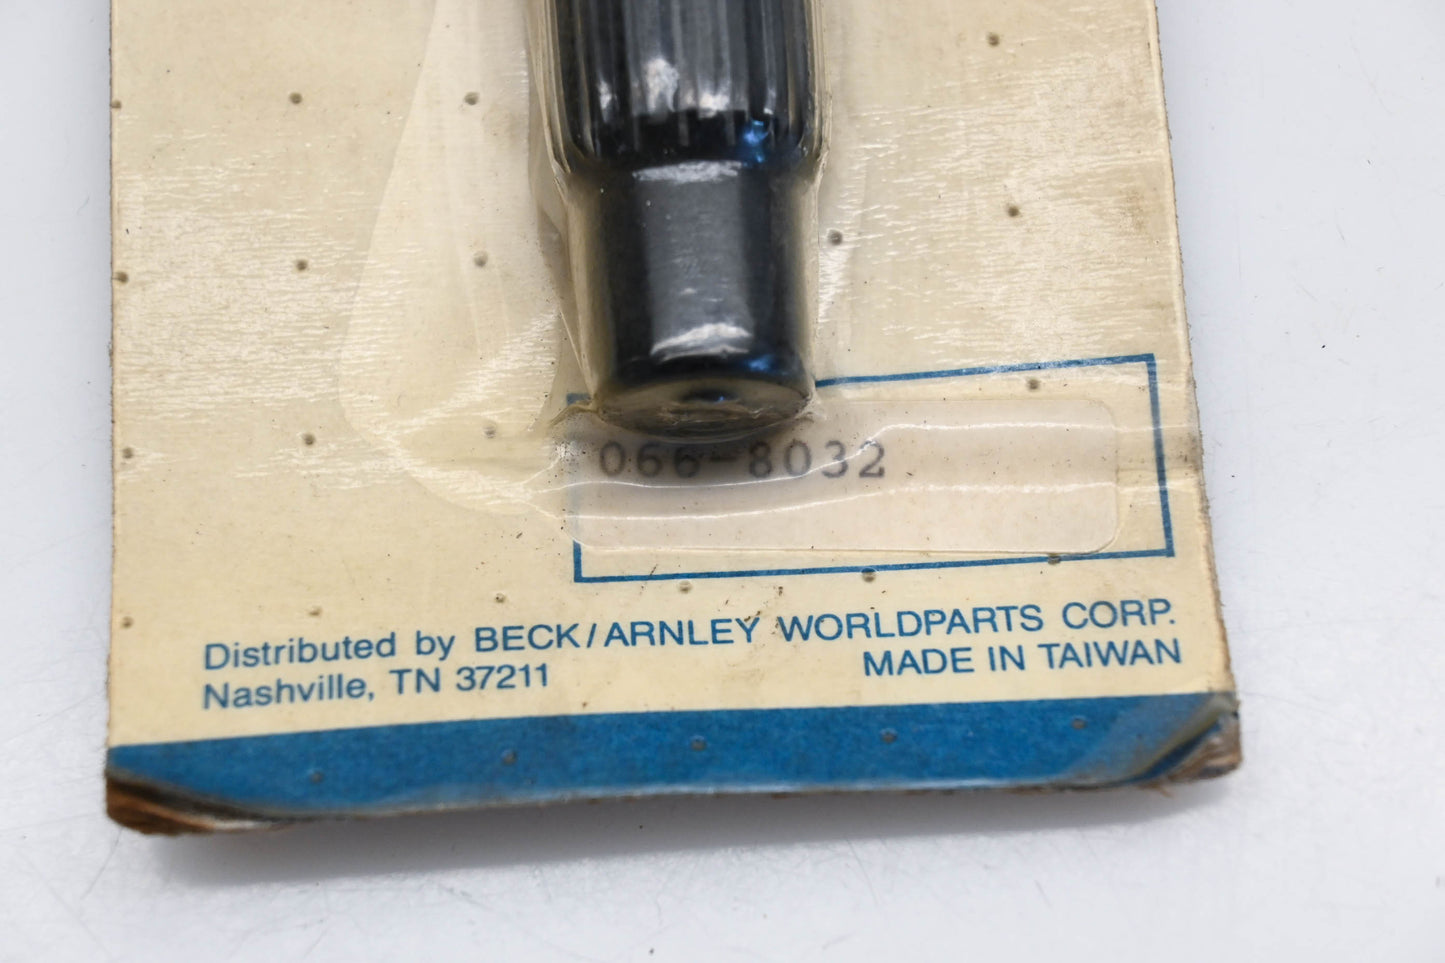 066-8032
Distributed by BECK/ARNLEY WORLDPARTS CORP.
Nashville, TN 37211 MADE IN TAIWAN